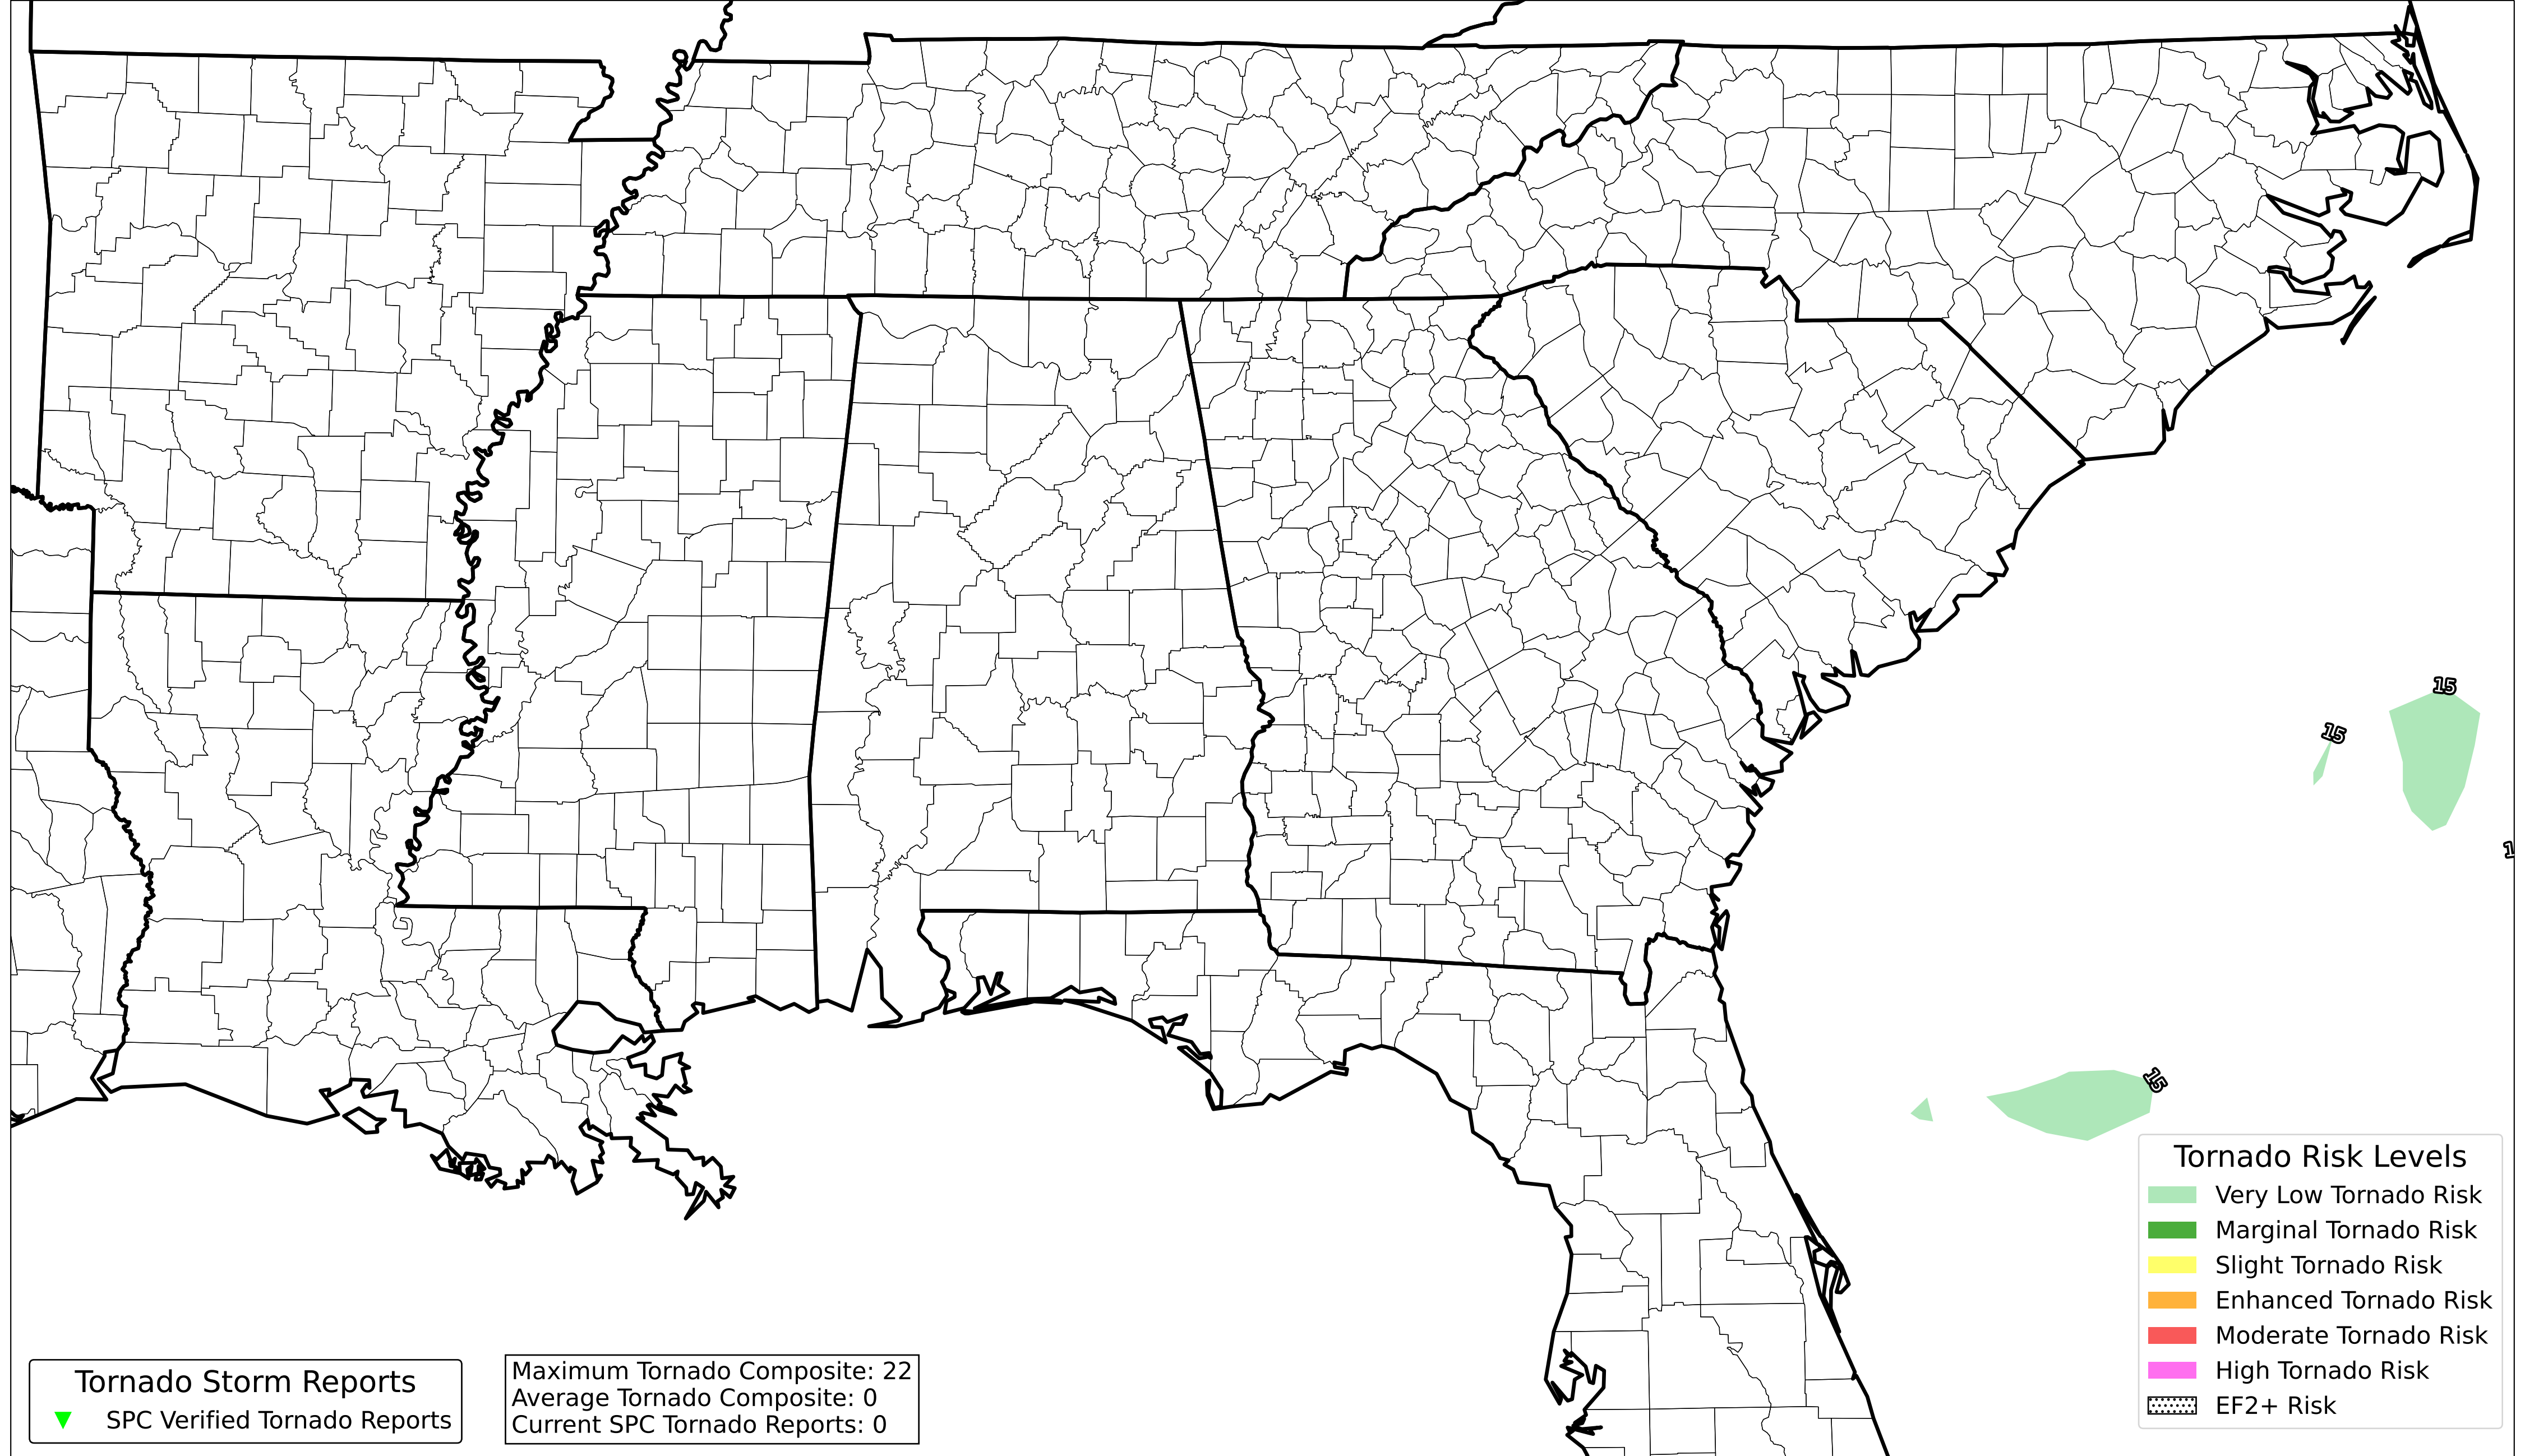 15
15
1
15
Tornado Risk Levels
Very Low Tornado Risk
Marginal Tornado Risk
Slight Tornado Risk
Enhanced Tornado Risk
Moderate Tornado Risk
High Tornado Risk
EF2+ Risk
Tornado Storm Reports
SPC Verified Tornado Reports
Maximum Tornado Composite: 22
Average Tornado Composite: 0
Current SPC Tornado Reports: 0